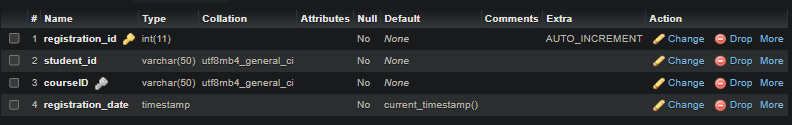 # Name Type Collation Attributes Null Default Comments Extra Action
1 registration_id int(11) No None AUTO_INCREMENT Change Drop More
2 student_id varchar(50) utf8mb4_general_ci No None Change Drop More
3 courseID varchar(50) utf8mb4_general_ci No None Change Drop More
4 registration_date timestamp No current_timestamp() Change Drop More